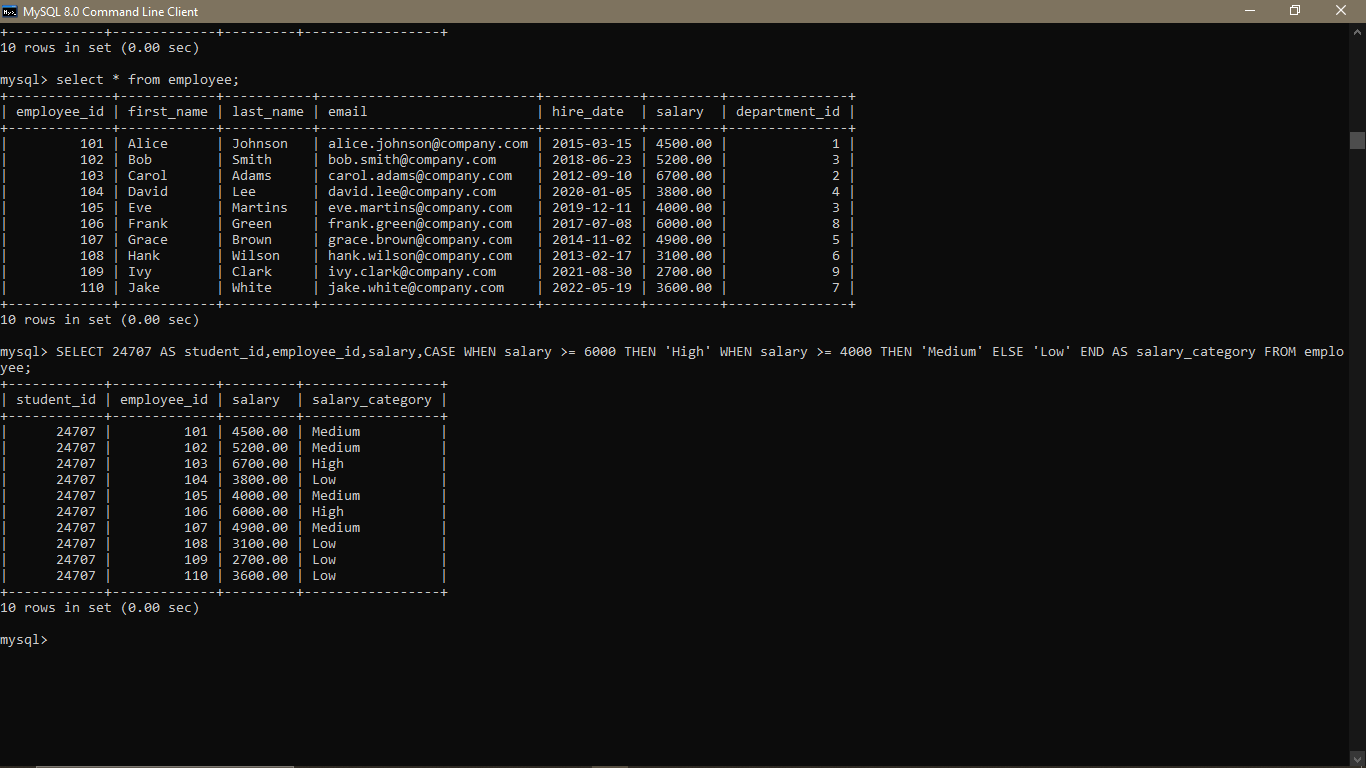 MySQL 8.0 Command Line Client
+------------+-------------+---------+-----------------+
10 rows in set (0.00 sec)
mysql> select * from employee;
+-------------+------------+-----------+---------------------------+------------+---------+---------------+
| employee_id | first_name | last_name | email                     | hire_date  | salary  | department_id |
+-------------+------------+-----------+---------------------------+------------+---------+---------------+
|         101 | Alice      | Johnson   | alice.johnson@company.com | 2015-03-15 | 4500.00 |             1 |
|         102 | Bob        | Smith     | bob.smith@company.com     | 2018-06-23 | 5200.00 |             3 |
|         103 | Carol      | Adams     | carol.adams@company.com   | 2012-09-10 | 6700.00 |             2 |
|         104 | David      | Lee       | david.lee@company.com     | 2020-01-05 | 3800.00 |             4 |
|         105 | Eve        | Martins   | eve.martins@company.com   | 2019-12-11 | 4000.00 |             3 |
|         106 | Frank      | Green     | frank.green@company.com   | 2017-07-08 | 6000.00 |             8 |
|         107 | Grace      | Brown     | grace.brown@company.com   | 2014-11-02 | 4900.00 |             5 |
|         108 | Hank       | Wilson    | hank.wilson@company.com   | 2013-02-17 | 3100.00 |             6 |
|         109 | Ivy        | Clark     | ivy.clark@company.com     | 2021-08-30 | 2700.00 |             9 |
|         110 | Jake       | White     | jake.white@company.com    | 2022-05-19 | 3600.00 |             7 |
+-------------+------------+-----------+---------------------------+------------+---------+---------------+
10 rows in set (0.00 sec)
mysql> SELECT 24707 AS student_id,employee_id,salary,CASE WHEN salary >= 6000 THEN 'High' WHEN salary >= 4000 THEN 'Medium' ELSE 'Low' END AS salary_category FROM emplo
yee;
+------------+-------------+---------+-----------------+
| student_id | employee_id | salary  | salary_category |
+------------+-------------+---------+-----------------+
|      24707 |         101 | 4500.00 | Medium          |
|      24707 |         102 | 5200.00 | Medium          |
|      24707 |         103 | 6700.00 | High            |
|      24707 |         104 | 3800.00 | Low             |
|      24707 |         105 | 4000.00 | Medium          |
|      24707 |         106 | 6000.00 | High            |
|      24707 |         107 | 4900.00 | Medium          |
|      24707 |         108 | 3100.00 | Low             |
|      24707 |         109 | 2700.00 | Low             |
|      24707 |         110 | 3600.00 | Low             |
+------------+-------------+---------+-----------------+
10 rows in set (0.00 sec)
mysql>